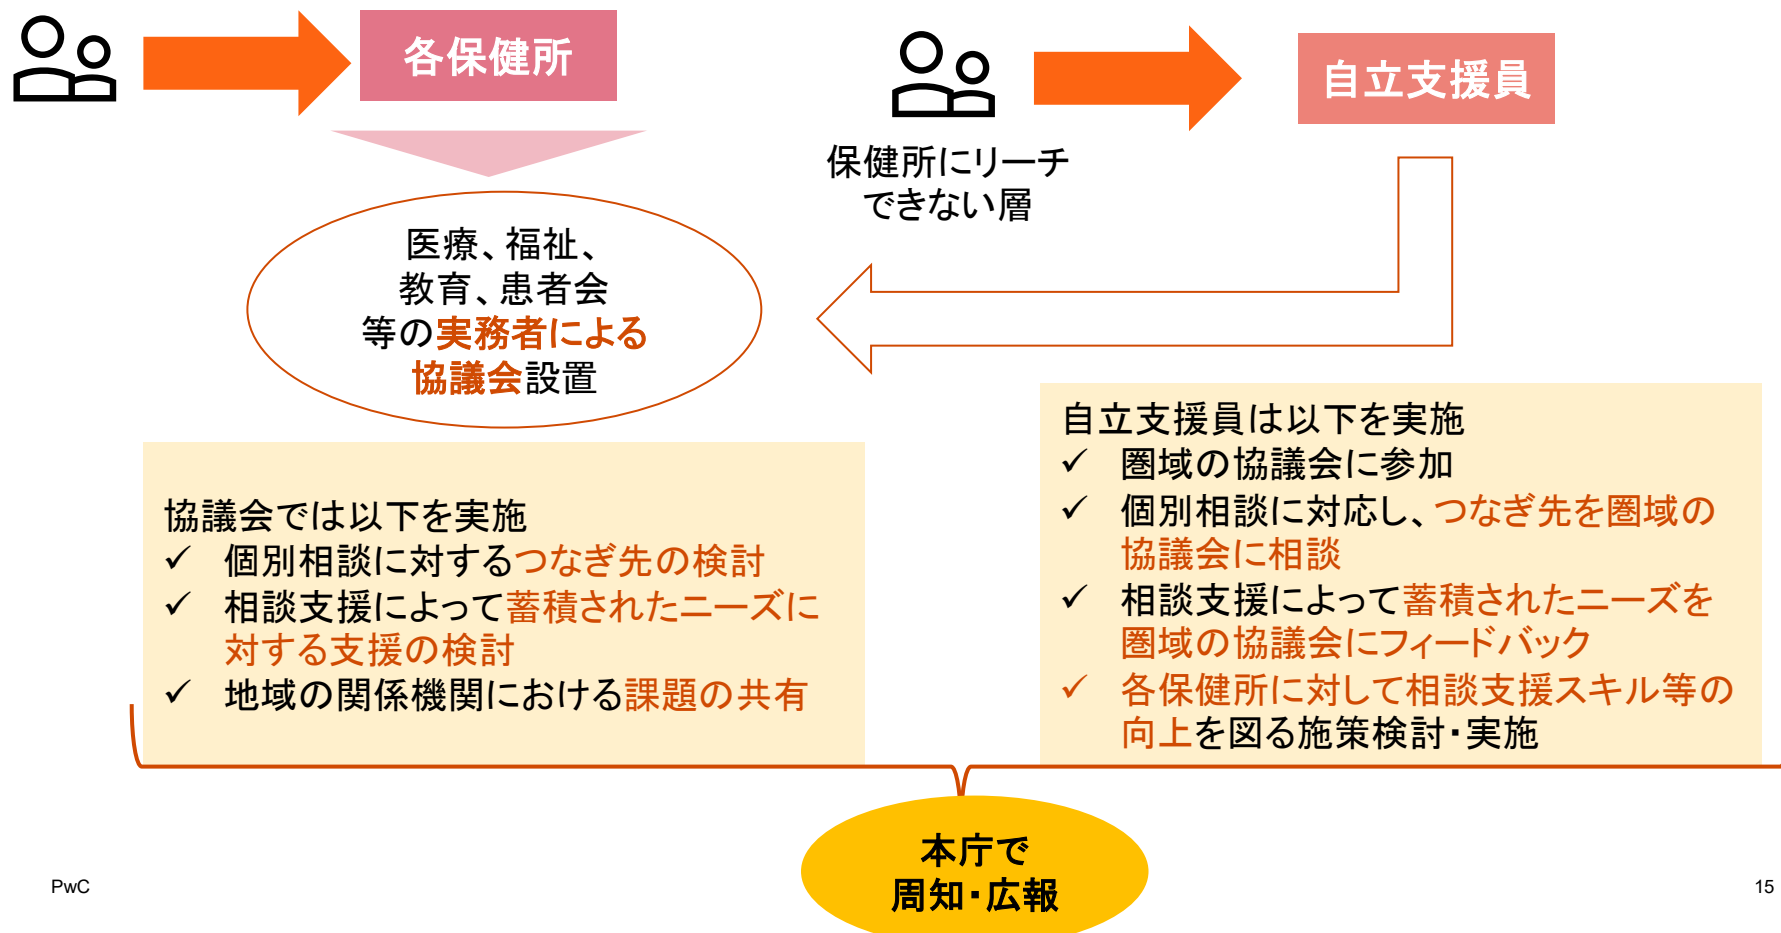 各保健所
医療、福祉、
教育、患者会
等の実務者による
協議会設置
協議会では以下を実施
✓ 個別相談に対するつなぎ先の検討
✓ 相談支援によって蓄積されたニーズに
対する支援の検討
✓ 地域の関係機関における課題の共有
自立支援員
保健所にリーチ
できない層
自立支援員は以下を実施
✓ 圏域の協議会に参加
✓ 個別相談に対応し、つなぎ先を圏域の
協議会に相談
✓ 相談支援によって蓄積されたニーズを
圏域の協議会にフィードバック
✓ 各保健所に対して相談支援スキル等の
向上を図る施策検討・実施
本庁で
周知・広報
PwC
15